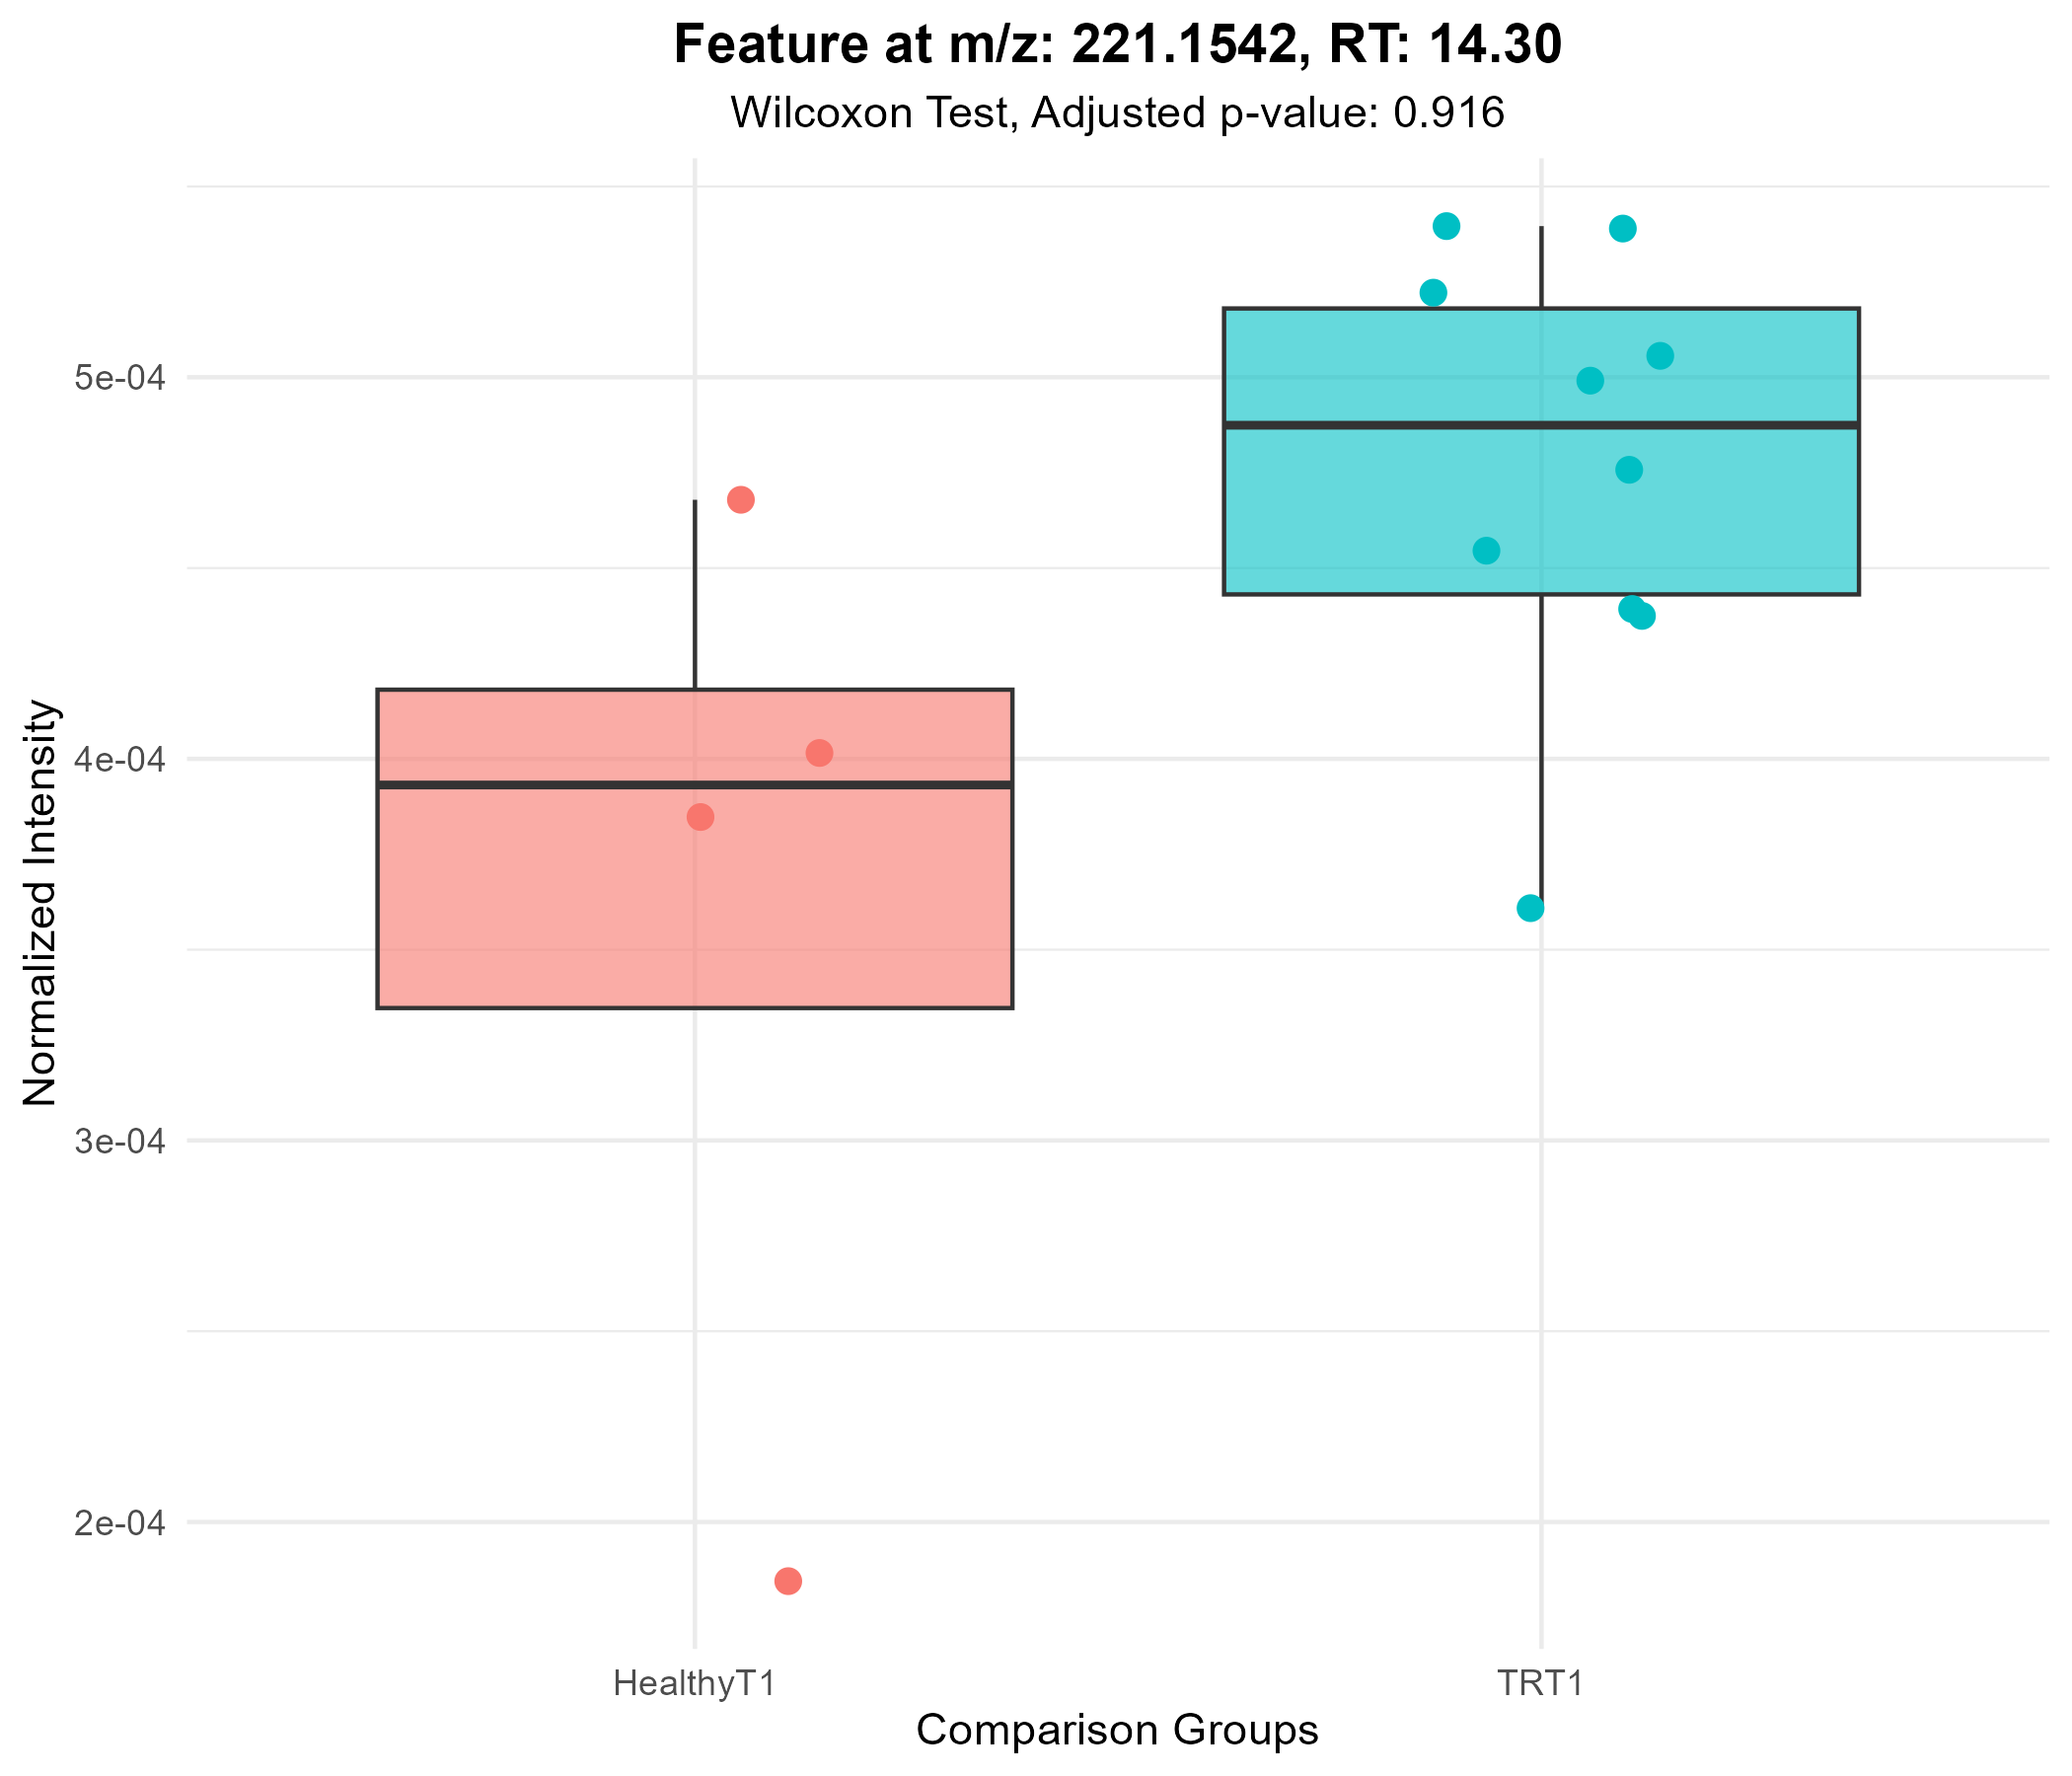 Feature at m/z: 221.1542, RT: 14.30
Wilcoxon Test, Adjusted p-value: 0.916
Normalized Intensity
5e-04
4e-04
3e-04
2e-04
HealthyT1
TRT1
Comparison Groups